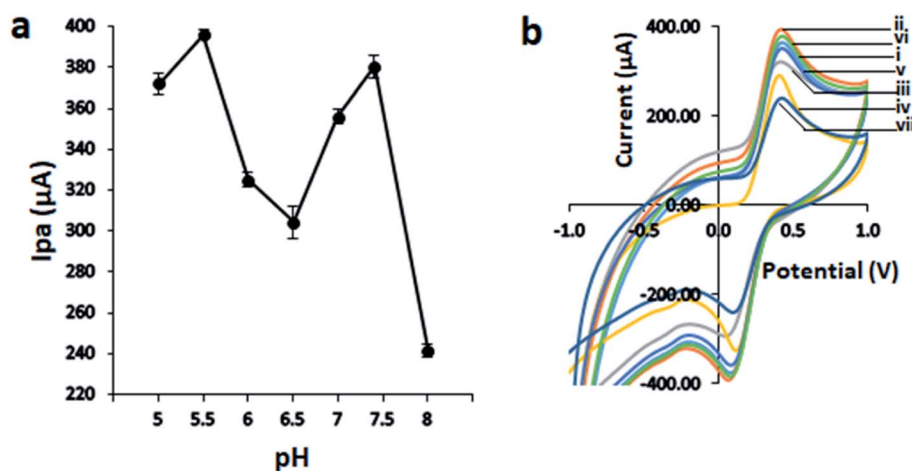 a
Ipa (µA)
400
380
360
340
320
300
280
260
240
220
5 5.5 6 6.5 7 7.5 8
pH
b
Current (µA)
400.00
200.00
0.00
-200.00
-400.00
-1.0 -0.5 0.0 0.5 1.0
Potential (V)
ii
vi
i
v
iii
iv
vii